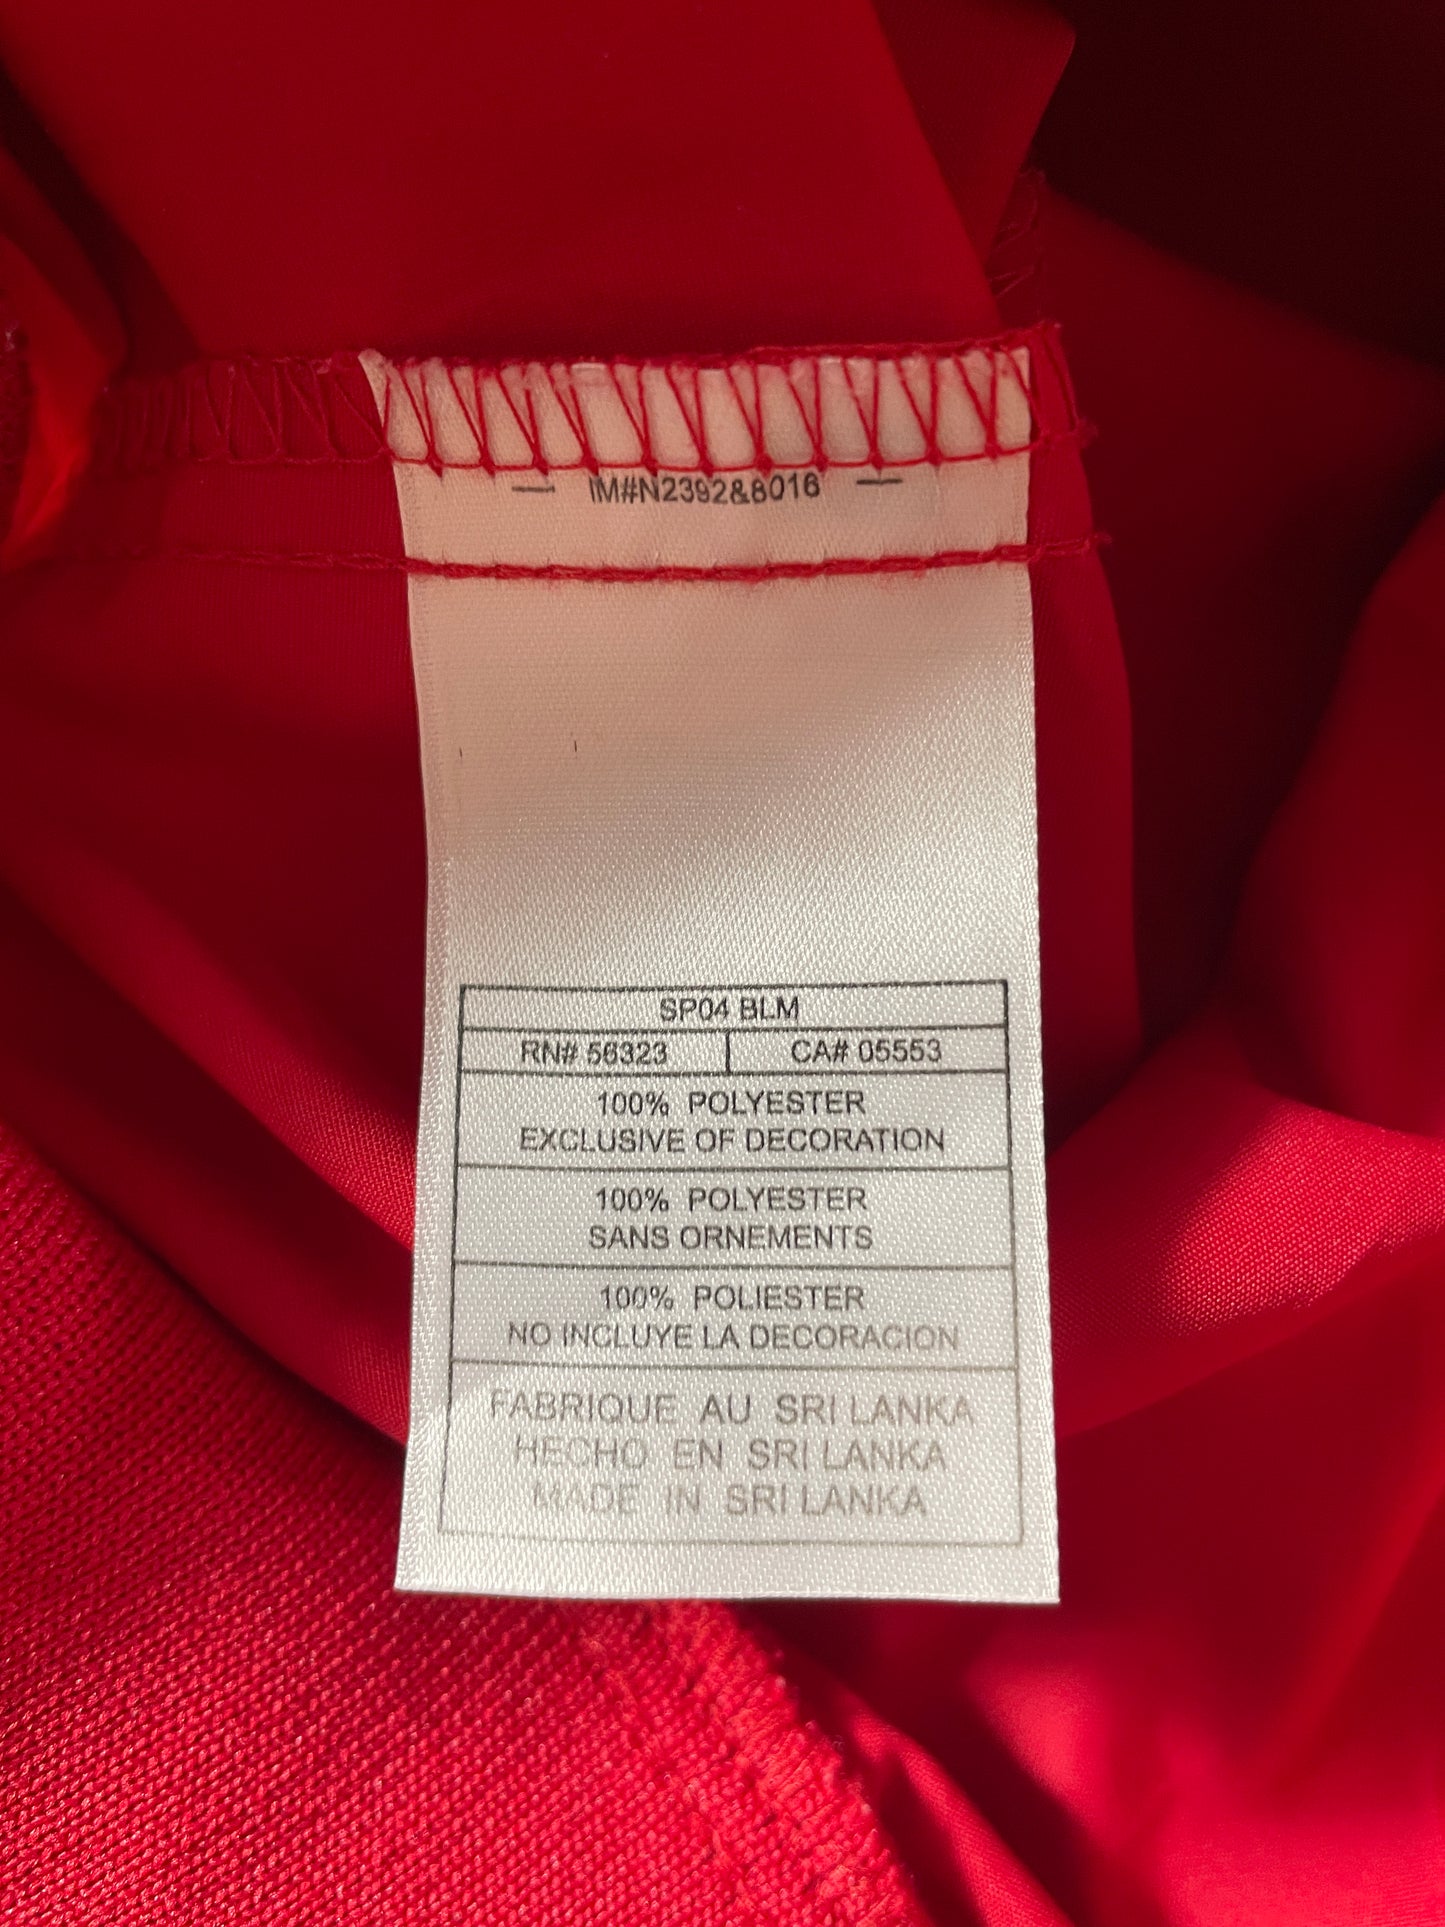 — IM#N2392&8016 —
SP04 BLM
RN# 56323 CA# 05553
100% POLYESTER
EXCLUSIVE OF DECORATION
100% POLYESTER
SANS ORNEMENTS
100% POLIESTER
NO INCLUYE LA DECORACION
FABRIQUE AU SRI LANKA
HECHO EN SRI LANKA
MADE IN SRI LANKA